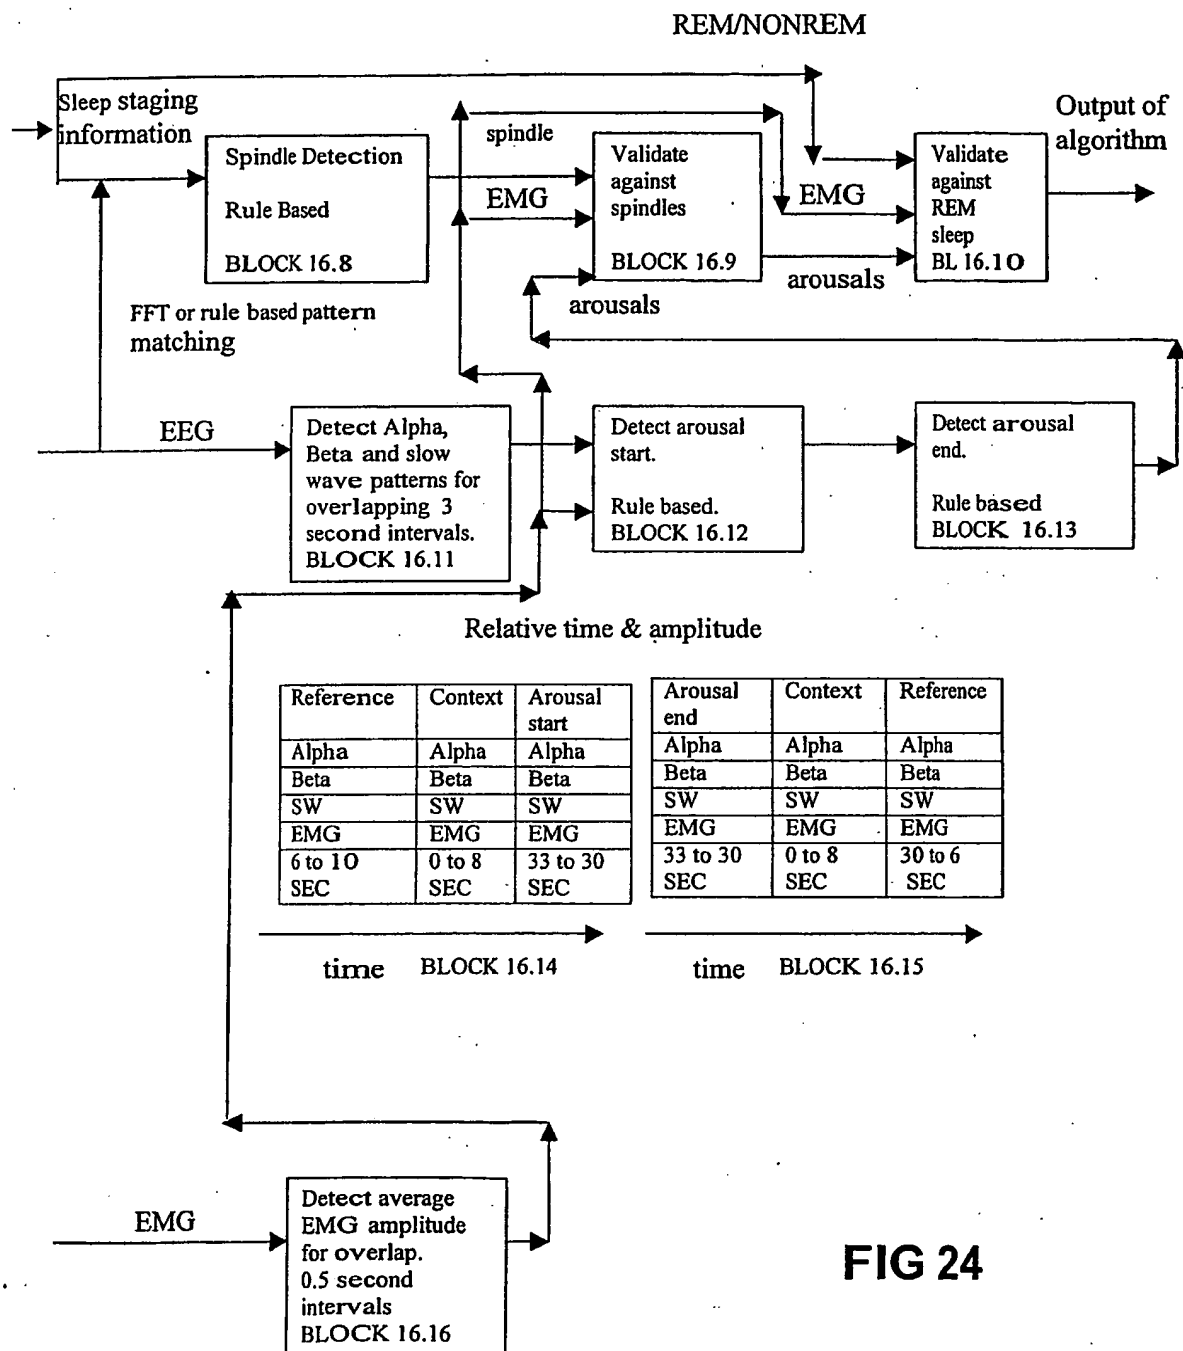 REM/NONREM
Sleep staging
information
Output of
algorithm
spindle
Spindle Detection
Rule Based
BLOCK 16.8
EMG
Validate
against
spindles
BLOCK 16.9
EMG
arousals
Validate
against
REM
sleep
BL 16.10
arousals
FFT or rule based pattern
matching
EEG
Detect Alpha,
Beta and slow
wave patterns for
overlapping 3
second intervals.
BLOCK 16.11
Detect arousal
start.
Rule based.
BLOCK 16.12
Detect arousal
end.
Rule based
BLOCK 16.13
Relative time & amplitude
Reference Context Arousal
start
Alpha Alpha Alpha
Beta Beta Beta
SW SW SW
EMG EMG EMG
6 to 10 0 to 8 33 to 30
SEC SEC SEC
time BLOCK 16.14
Arousal Context Reference
end
Alpha Alpha Alpha
Beta Beta Beta
SW SW SW
EMG EMG EMG
33 to 30 0 to 8 30 to 6
SEC SEC SEC
time BLOCK 16.15
EMG
Detect average
EMG amplitude
for overlap.
0.5 second
intervals
BLOCK 16.16
FIG 24